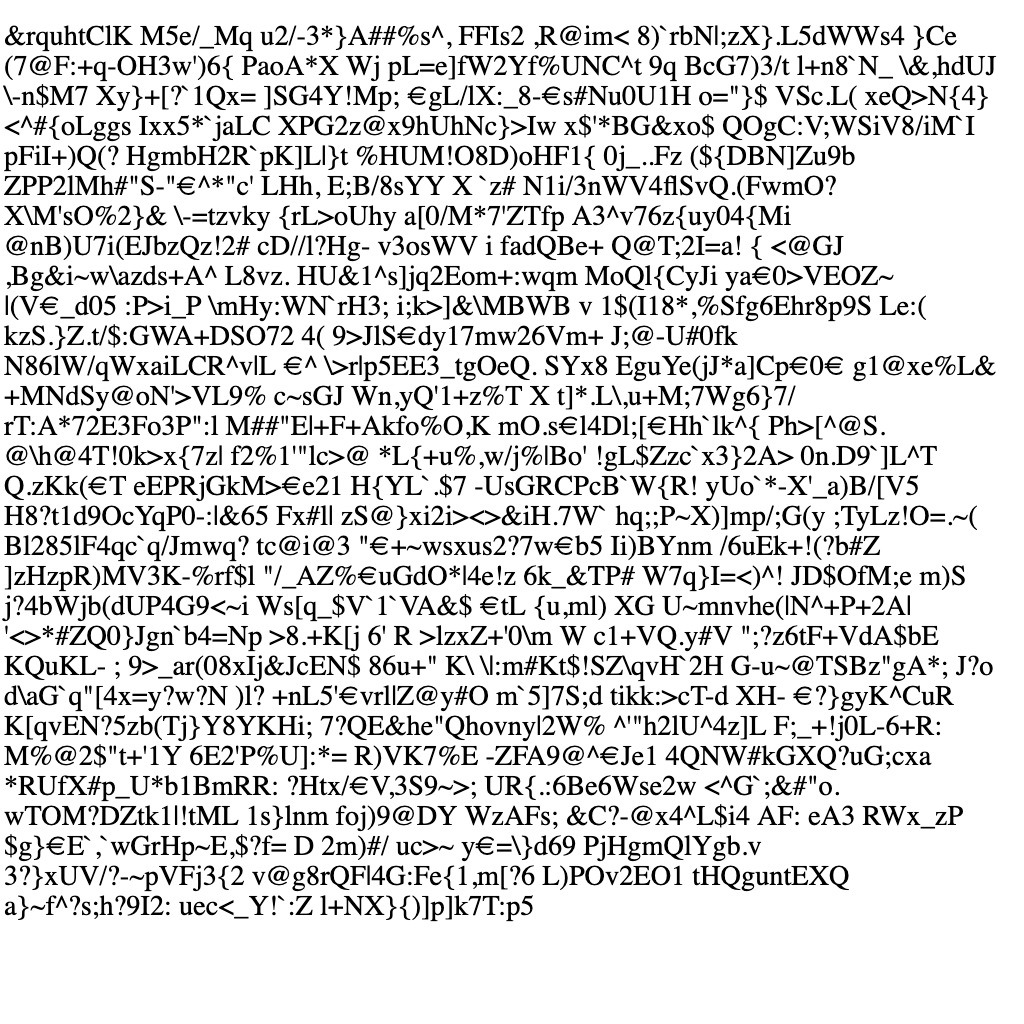 &rquhtClK M5e/_Mq u2/-3*}A##%s^, FFIs2 ,R@im< 8)`rbN|;zX}.L5dWWs4 }Ce
(7@F:+q-OH3w')6{ PaoA*X Wj pL=e]fW2Yf%UNC^t 9q BcG7)3/t l+n8`N_ \&,hdUJ
\-n$M7 Xy}+[?`1Qx= ]SG4Y!Mp; €gL/lX:_8-€s#Nu0U1H o="}$ VSc.L( xeQ>N{4}
<^#{oLggs Ixx5*`jaLC XPG2z@x9hUhNc}>Iw x$'*BG&xo$ QOgC:V;WSiV8/iM`I
pFiI+)Q(? HgmbH2R`pK]L|}t %HUM!O8D)oHF1{ 0j_..Fz (${DBN]Zu9b
ZPP2lMh#"S-"€^*"c' LHh, E;B/8sYY X `z# N1i/3nWV4flSvQ.(FwmO?
X\M'sO%2}& \-=tzvky {rL>oUhy a[0/M*7'ZTfp A3^v76z{uy04{Mi
@nB)U7i(EJbzQz!2# cD//l?Hg- v3osWV i fadQBe+ Q@T;2I=a! { <@GJ
,Bg&i~w\azds+A^ L8vz. HU&1^s]jq2Eom+:wqm MoQl{CyJi ya€0>VEOZ~
|(V€_d05 :P>i_P \mHy:WN`rH3; i;k>]&\MBWB v 1$(I18*,%Sfg6Ehr8p9S Le:(
kzS.}Z.t/$:GWA+DSO72 4( 9>JlS€dy17mw26Vm+ J;@-U#0fk
N86lW/qWxaiLCR^v|L €^ \>r|p5EE3_tgOeQ. SYx8 EguYe(jJ*a]Cp€0€ g1@xe%L&
+MNdSy@oN'>VL9% c~sGJ Wn,yQ'1+z%T X t]*.L\,u+M;7Wg6}7/
rT:A*72E3Fo3P":l M##"El+F+Akfo%O,K mO.s€l4Dl;[€Hh`lk^{ Ph>[^@S.
@\h@4T!0k>x{7z| f2%1'"lc>@ *L{+u%,w/j%|Bo' !gL$Zzc`x3}2A> 0n.D9`]L^T
Q.zKk(€T eEPRjGkM>€e21 H{YL`.$7 -UsGRCPcB`W{R! yUo`*-X'_a)B/[V5
H8?t1d9OcYqP0-:|&65 Fx#l| zS@}xi2i><>&iH.7W` hq;;P~X)]mp/;G(y ;TyLz!O=.~(
Bl285lF4qc`q/Jmwq? tc@i@3 "€+~wsxus2?7w€b5 Ii)BYnm /6uEk+!(?b#Z
]zHzpR)MV3K-%rf$l "/_AZ%€uGdO*|4e!z 6k_&TP# W7q}I=<)^! JD$OfM;e m)S
j?4bWjb(dUP4G9<~i Ws[q_$V`1`VA&$ €tL {u,ml) XG U~mnvhe(|N^+P+2A|
'<>*#ZQ0}Jgn`b4=Np >8.+K[j 6' R >lzxZ+'0\m W c1+VQ.y#V ";?z6tF+VdA$bE
KQuKL- ; 9>_ar(08xIj&JcEN$ 86u+" K\ \|:m#Kt$!SZ\qvH`2H G-u~@TSBz"gA*; J?o
d\aG`q"[4x=y?w?N )l? +nL5'€vrl|Z@y#O m`5]7S;d tikk:>cT-d XH- €?}gyK^CuR
K[qvEN?5zb(Tj}Y8YKHi; 7?QE&he"Qhovny|2W% ^'"h2lU^4z]L F;_+!j0L-6+R:
M%@2$"t+'1Y 6E2'P%U]:*= R)VK7%E -ZFA9@^€Je1 4QNW#kGXQ?uG;cxa
*RUfX#p_U*b1BmRR: ?Htx/€V,3S9~>; UR{.:6Be6Wse2w <^G`;&#"o.
wTOM?DZtk1|!tML 1s}lnm foj)9@DY WzAFs; &C?-@x4^L$i4 AF: eA3 RWx_zP
$g}€E`,`wGrHp~E,$?f= D 2m)#/ uc>~ y€=\}d69 PjHgmQlYgb.v
3?}xUV/?-~pVFj3{2 v@g8rQF|4G:Fe{1,m[?6 L)POv2EO1 tHQguntEXQ
a}~f^?s;h?9I2: uec<_Y!`:Z l+NX}{)]p]k7T:p5